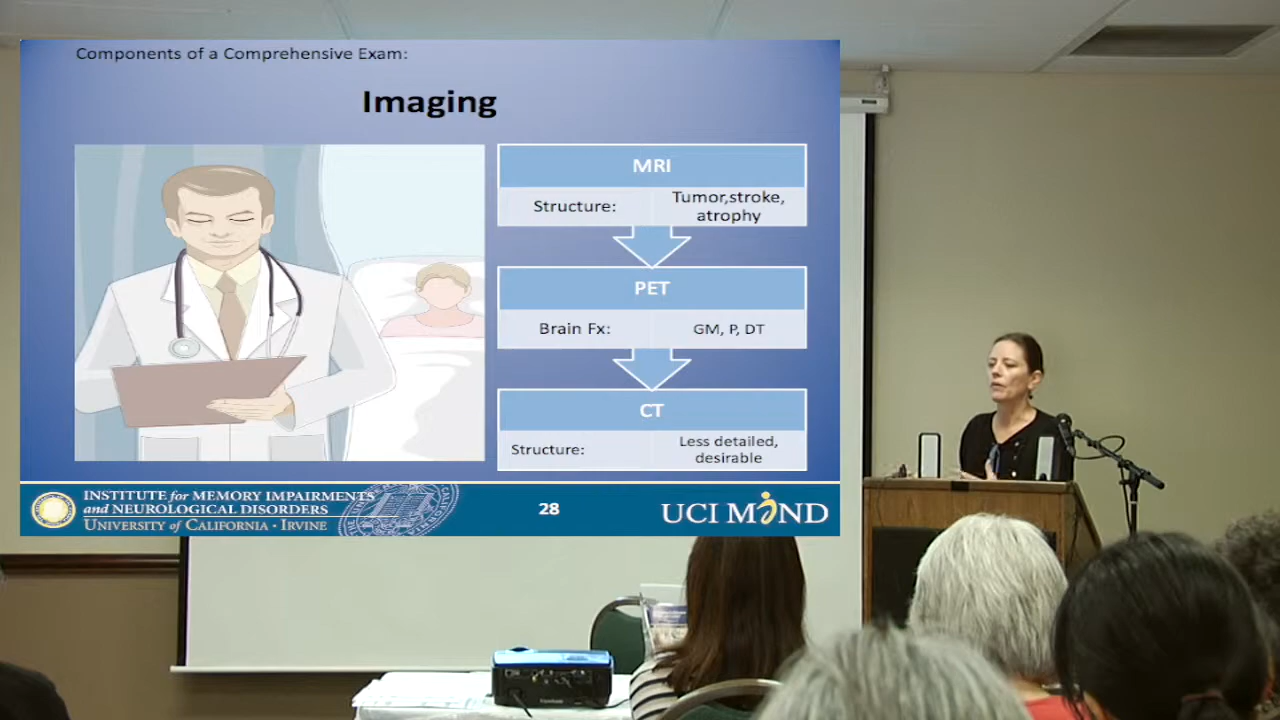 Components of a Comprehensive Exam:
Imaging
MRI
Structure:
Tumor,stroke,
atrophy
PET
Brain Fx:
GM, P, DT
CT
Structure:
Less detailed,
desirable
INSTITUTE for MEMORY IMPAIRMENTS
and NEUROLOGICAL DISORDERS
UNIVERSITY of CALIFORNIA · IRVINE
28
UCI MIND